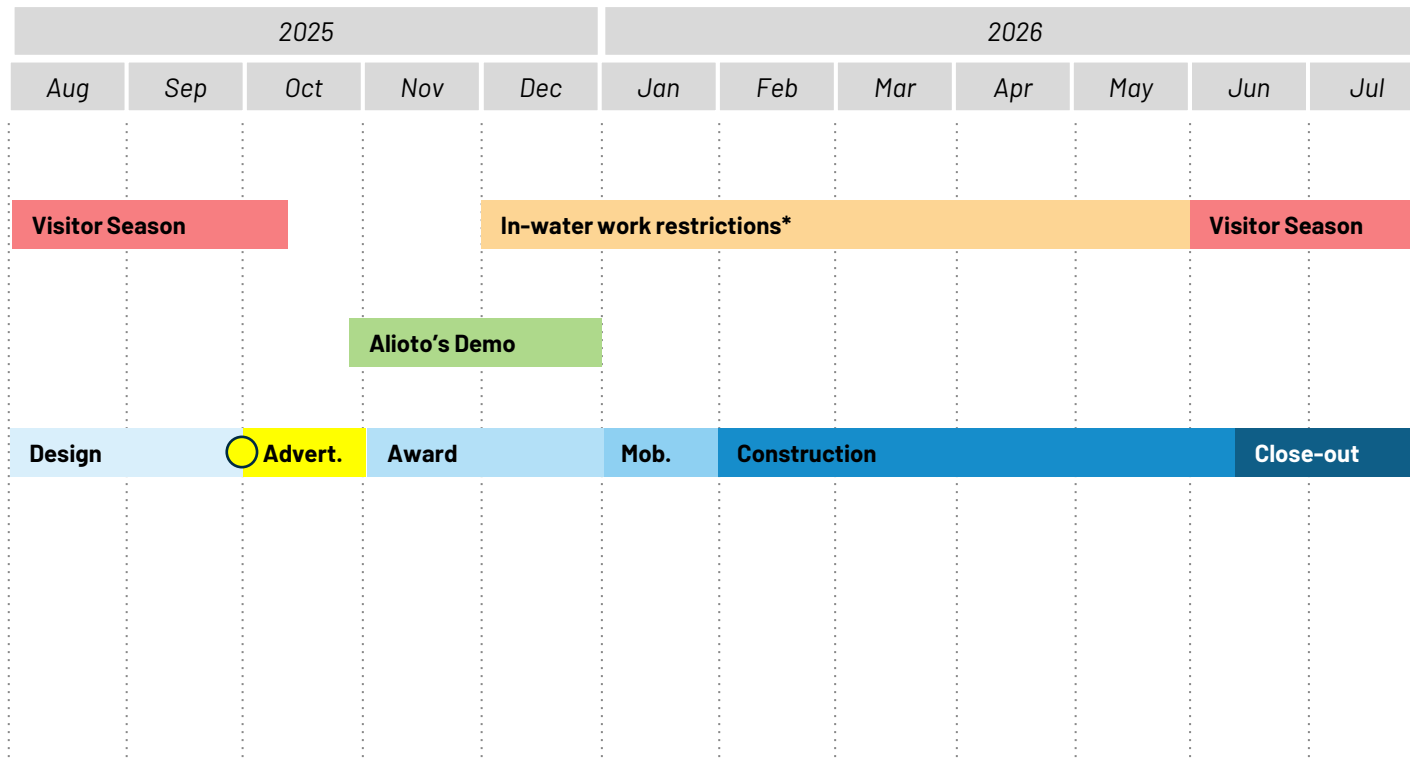 2025 2026
Aug Sep Oct Nov Dec Jan Feb Mar Apr May Jun Jul
Visitor Season In-water work restrictions* Visitor Season
Alioto's Demo
Design Advert. Award Mob. Construction Close-out